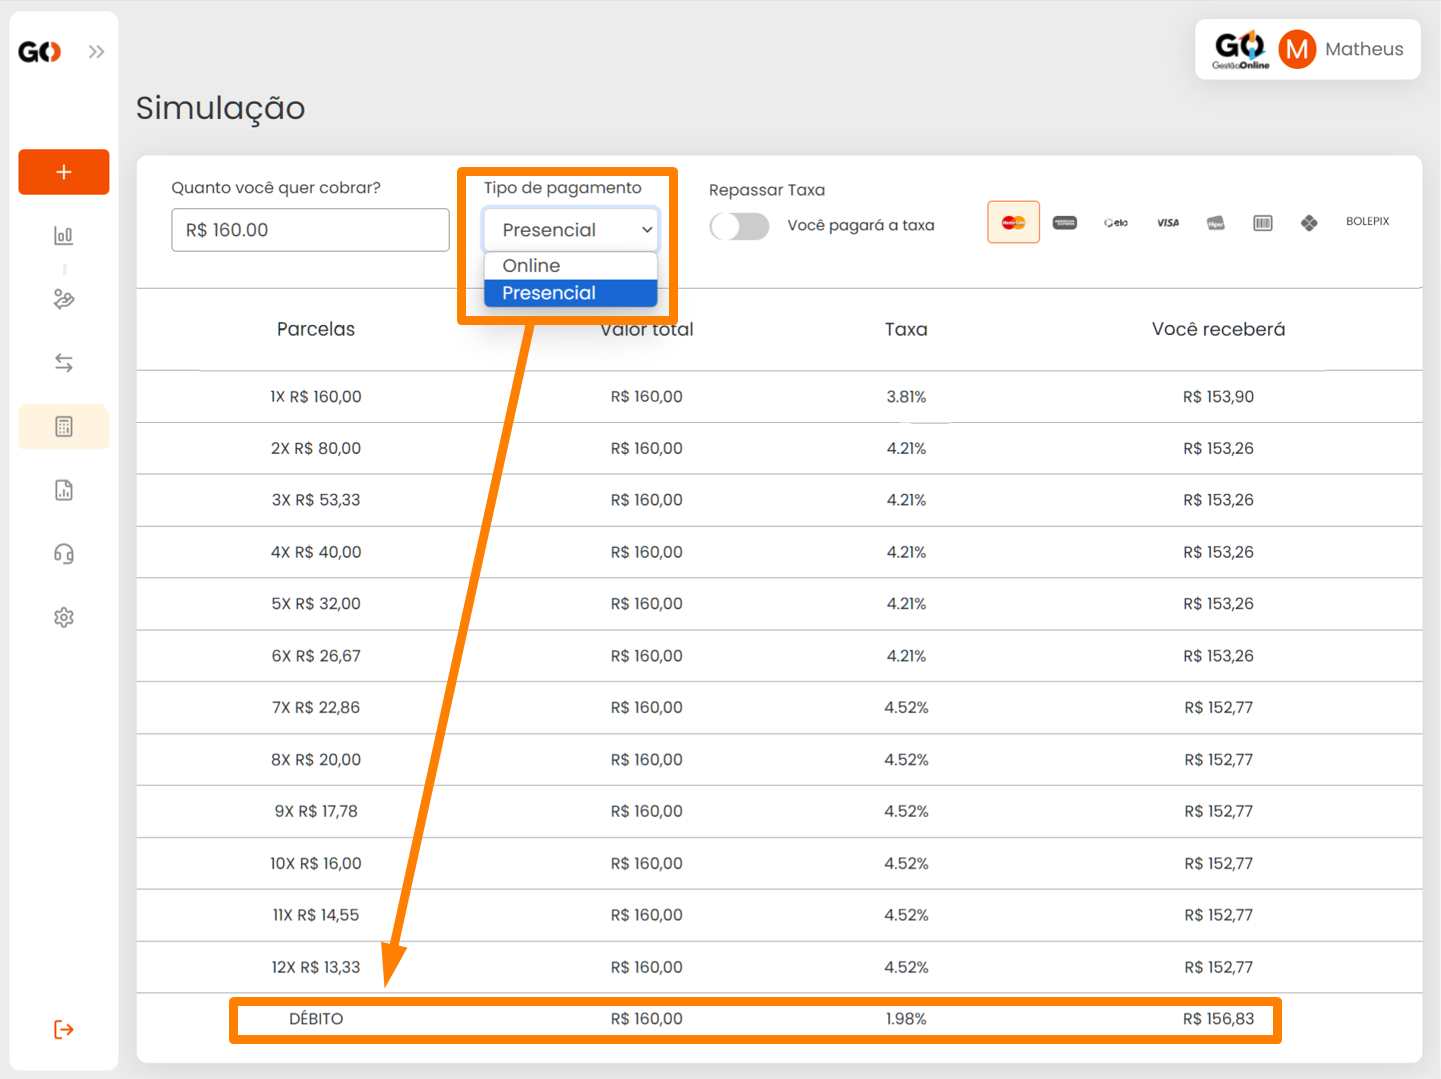 GO
GO
GestãoOnline
M
Matheus
Simulação
Quanto você quer cobrar?
R$ 160.00
Tipo de pagamento
Presencial
Online
Presencial
Repassar Taxa
Você pagará a taxa
elo
VISA
Hiper
BOLEPIX
Parcelas Valor total Taxa Você receberá
1X R$ 160,00 R$ 160,00 3.81% R$ 153,90
2X R$ 80,00 R$ 160,00 4.21% R$ 153,26
3X R$ 53,33 R$ 160,00 4.21% R$ 153,26
4X R$ 40,00 R$ 160,00 4.21% R$ 153,26
5X R$ 32,00 R$ 160,00 4.21% R$ 153,26
6X R$ 26,67 R$ 160,00 4.21% R$ 153,26
7X R$ 22,86 R$ 160,00 4.52% R$ 152,77
8X R$ 20,00 R$ 160,00 4.52% R$ 152,77
9X R$ 17,78 R$ 160,00 4.52% R$ 152,77
10X R$ 16,00 R$ 160,00 4.52% R$ 152,77
11X R$ 14,55 R$ 160,00 4.52% R$ 152,77
12X R$ 13,33 R$ 160,00 4.52% R$ 152,77
DÉBITO R$ 160,00 1.98% R$ 156,83